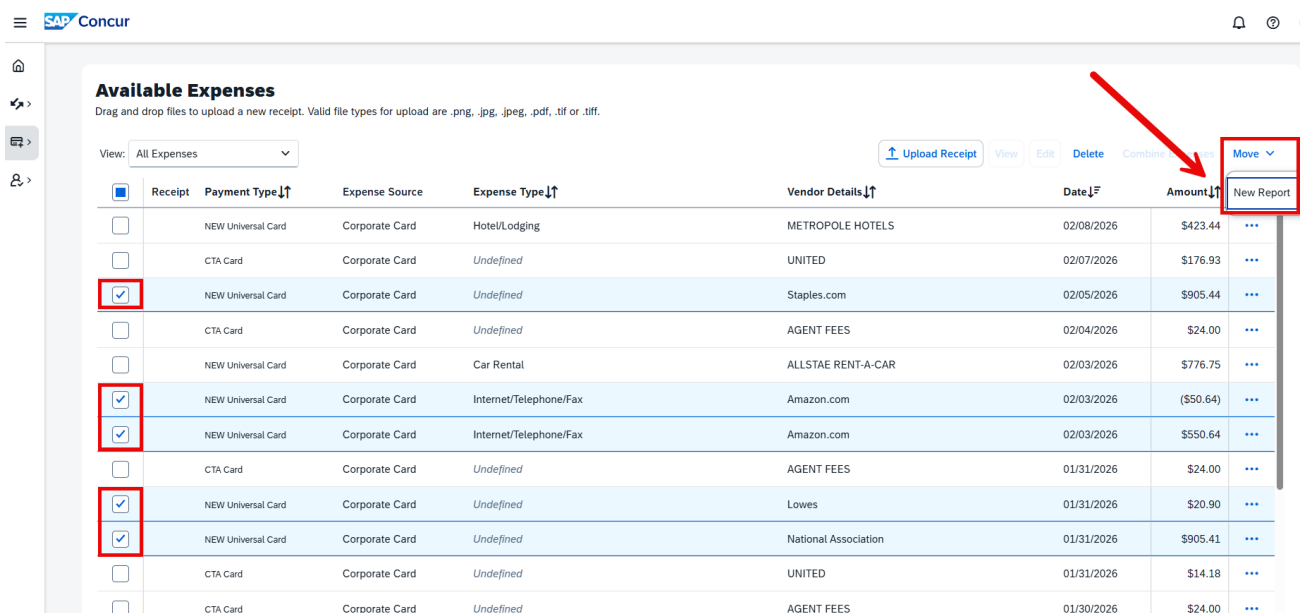 SAP Concur
Available Expenses
Drag and drop files to upload a new receipt. Valid file types for upload are .png, .jpg, .jpeg, .pdf, .tif or .tiff.
View: All Expenses Upload Receipt View Edit Delete Combine Expenses Move
Receipt Payment Type Expense Source Expense Type Vendor Details Date Amount New Report
NEW Universal Card Corporate Card Hotel/Lodging METROPOLE HOTELS 02/08/2026 $423.44
CTA Card Corporate Card Undefined UNITED 02/07/2026 $176.93
NEW Universal Card Corporate Card Undefined Staples.com 02/05/2026 $905.44
CTA Card Corporate Card Undefined AGENT FEES 02/04/2026 $24.00
NEW Universal Card Corporate Card Car Rental ALLSTAE RENT-A-CAR 02/03/2026 $776.75
NEW Universal Card Corporate Card Internet/Telephone/Fax Amazon.com 02/03/2026 ($50.64)
NEW Universal Card Corporate Card Internet/Telephone/Fax Amazon.com 02/03/2026 $550.64
CTA Card Corporate Card Undefined AGENT FEES 01/31/2026 $24.00
NEW Universal Card Corporate Card Undefined Lowes 01/31/2026 $20.90
NEW Universal Card Corporate Card Undefined National Association 01/31/2026 $905.41
CTA Card Corporate Card Undefined UNITED 01/31/2026 $14.18
CTA Card Corporate Card Undefined AGENT FEES 01/30/2026 $24.00